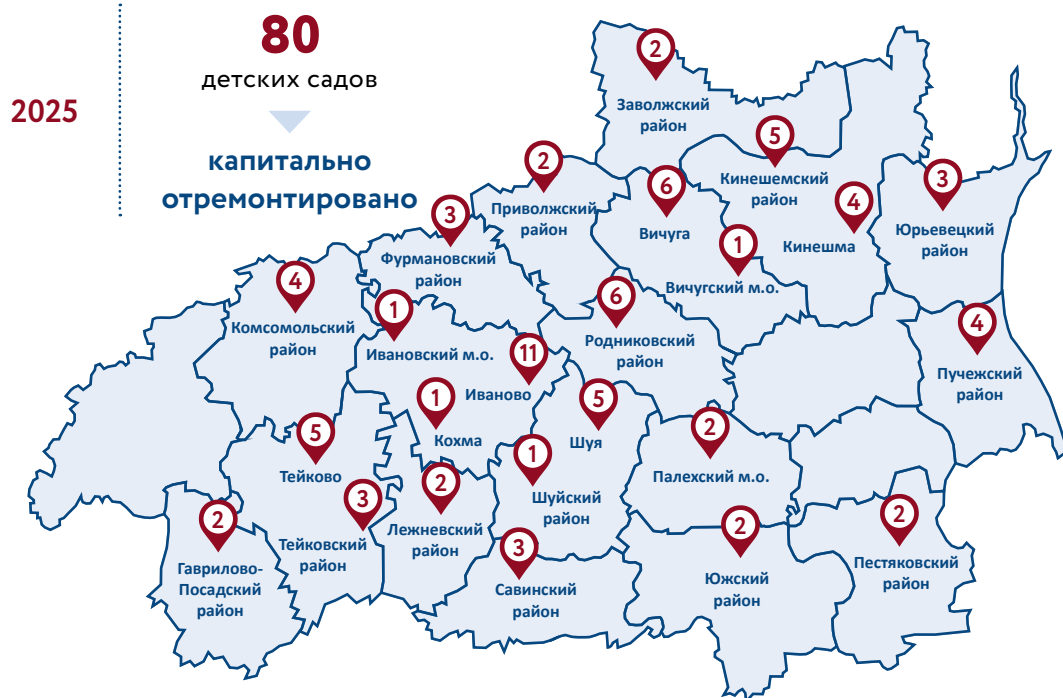 80
детских садов
2025
капитально
отремонтировано
2
Заволжский
район
5
Кинешемский
район
2
Приволжский
район
6
Вичуга
4
Кинешма
3
Юрьевецкий
район
3
Фурмановский
район
1
Вичугский м.о.
4
Комсомольский
район
1
Ивановский м.о.
6
Родниковский
район
4
Пучежский
район
11
Иваново
1
Кохма
5
Шуя
2
Палехский м.о.
5
Тейково
1
Шуйский
район
3
Тейковский
район
2
Лежневский
район
2
Гаврилово-
Посадский
район
3
Савинский
район
2
Южский
район
2
Пестяковский
район